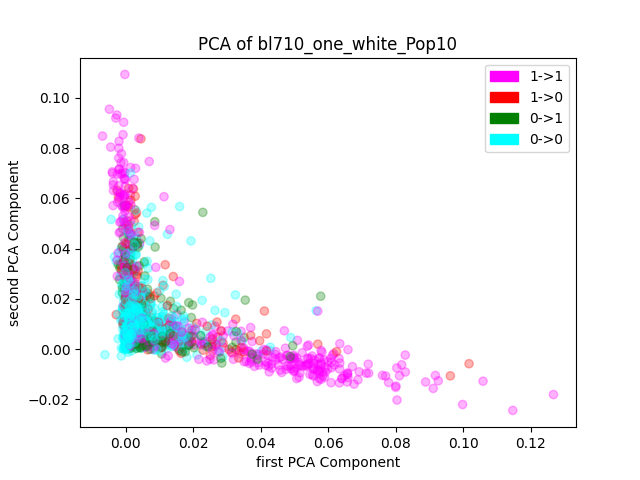 PCA of bl710_one_white_Pop10
1->1
1->0
0->1
0->0
0.10
0.08
0.06
0.04
0.02
0.00
−0.02
second PCA Component
0.00 0.02 0.04 0.06 0.08 0.10 0.12
first PCA Component